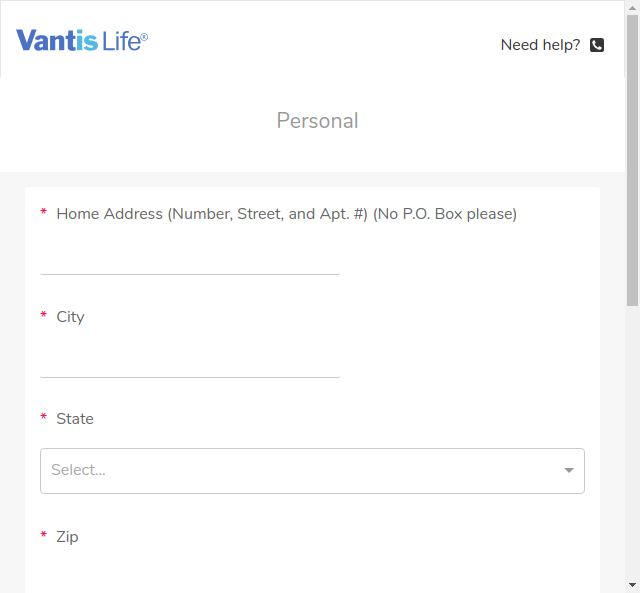 Vantis Life®
Need help?
Personal
* Home Address (Number, Street, and Apt. #) (No P.O. Box please)
* City
* State
Select...
* Zip